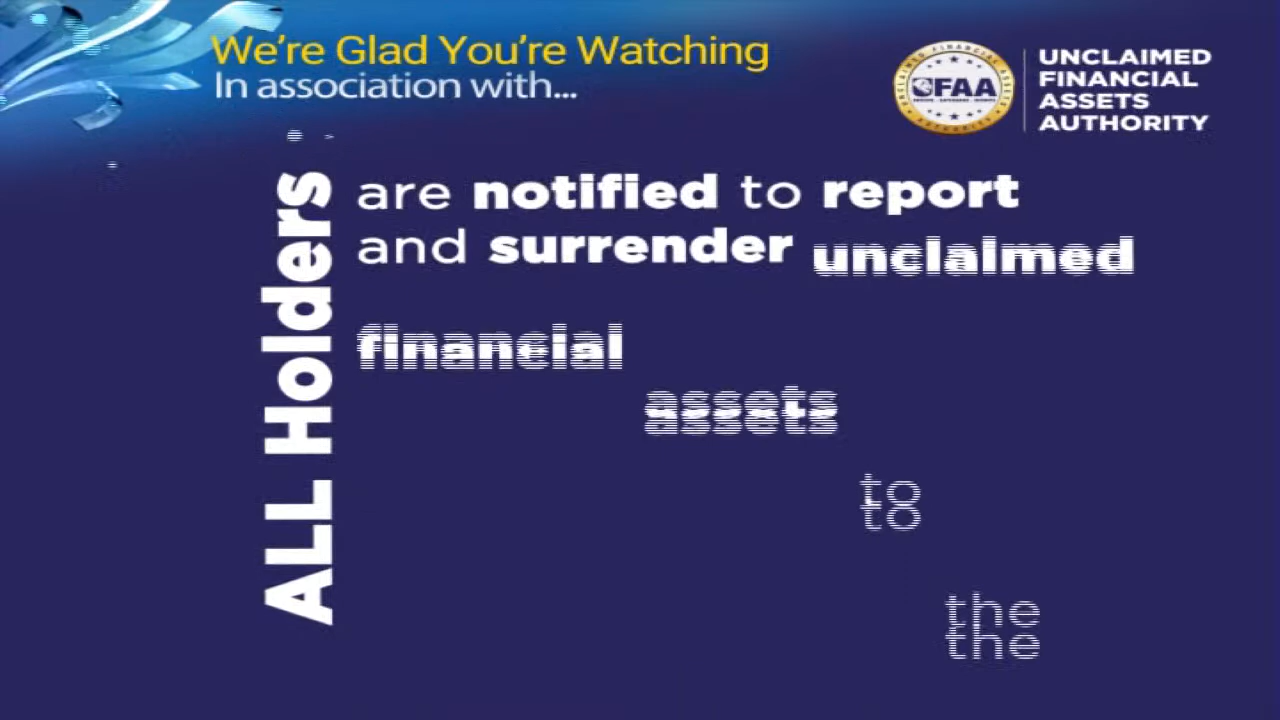 We're Glad You're Watching
In association with...
UFAA
UNCLAIMED
FINANCIAL
ASSETS
AUTHORITY
ALL Holders
are notified to report
and surrender unclaimed
financial
assets
to
the